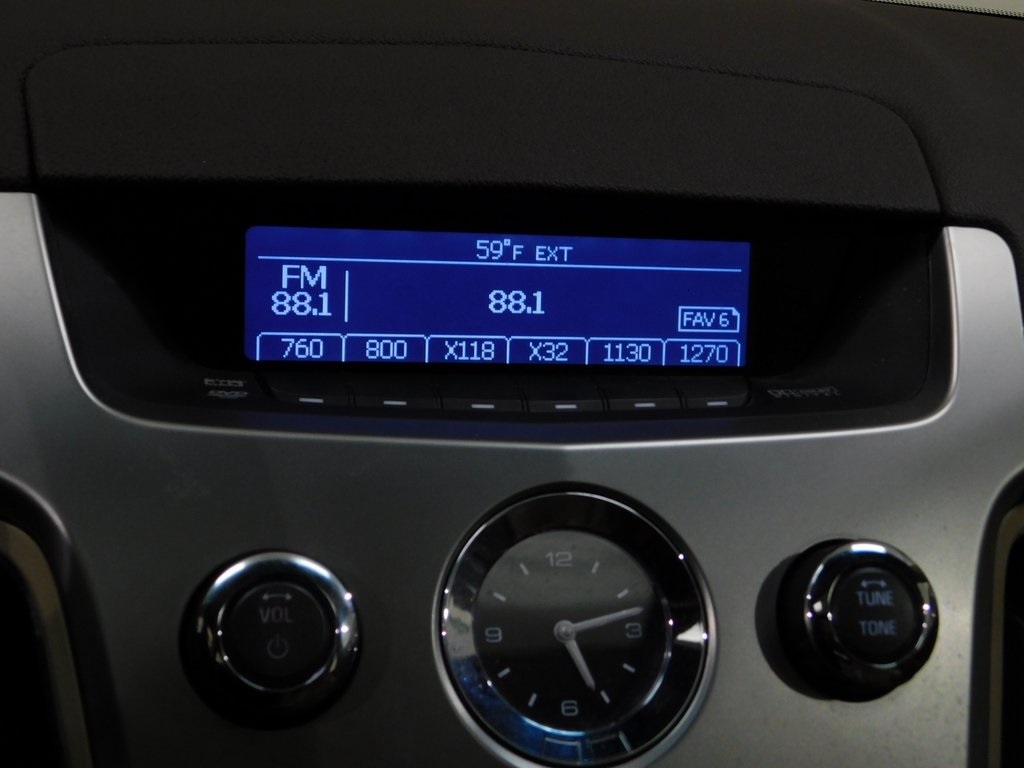 59°F EXT
FM
88.1
88.1
FAV 6
760 800 X118 X32 1130 1270
VOL
12
3
6
9
TUNE
TONE